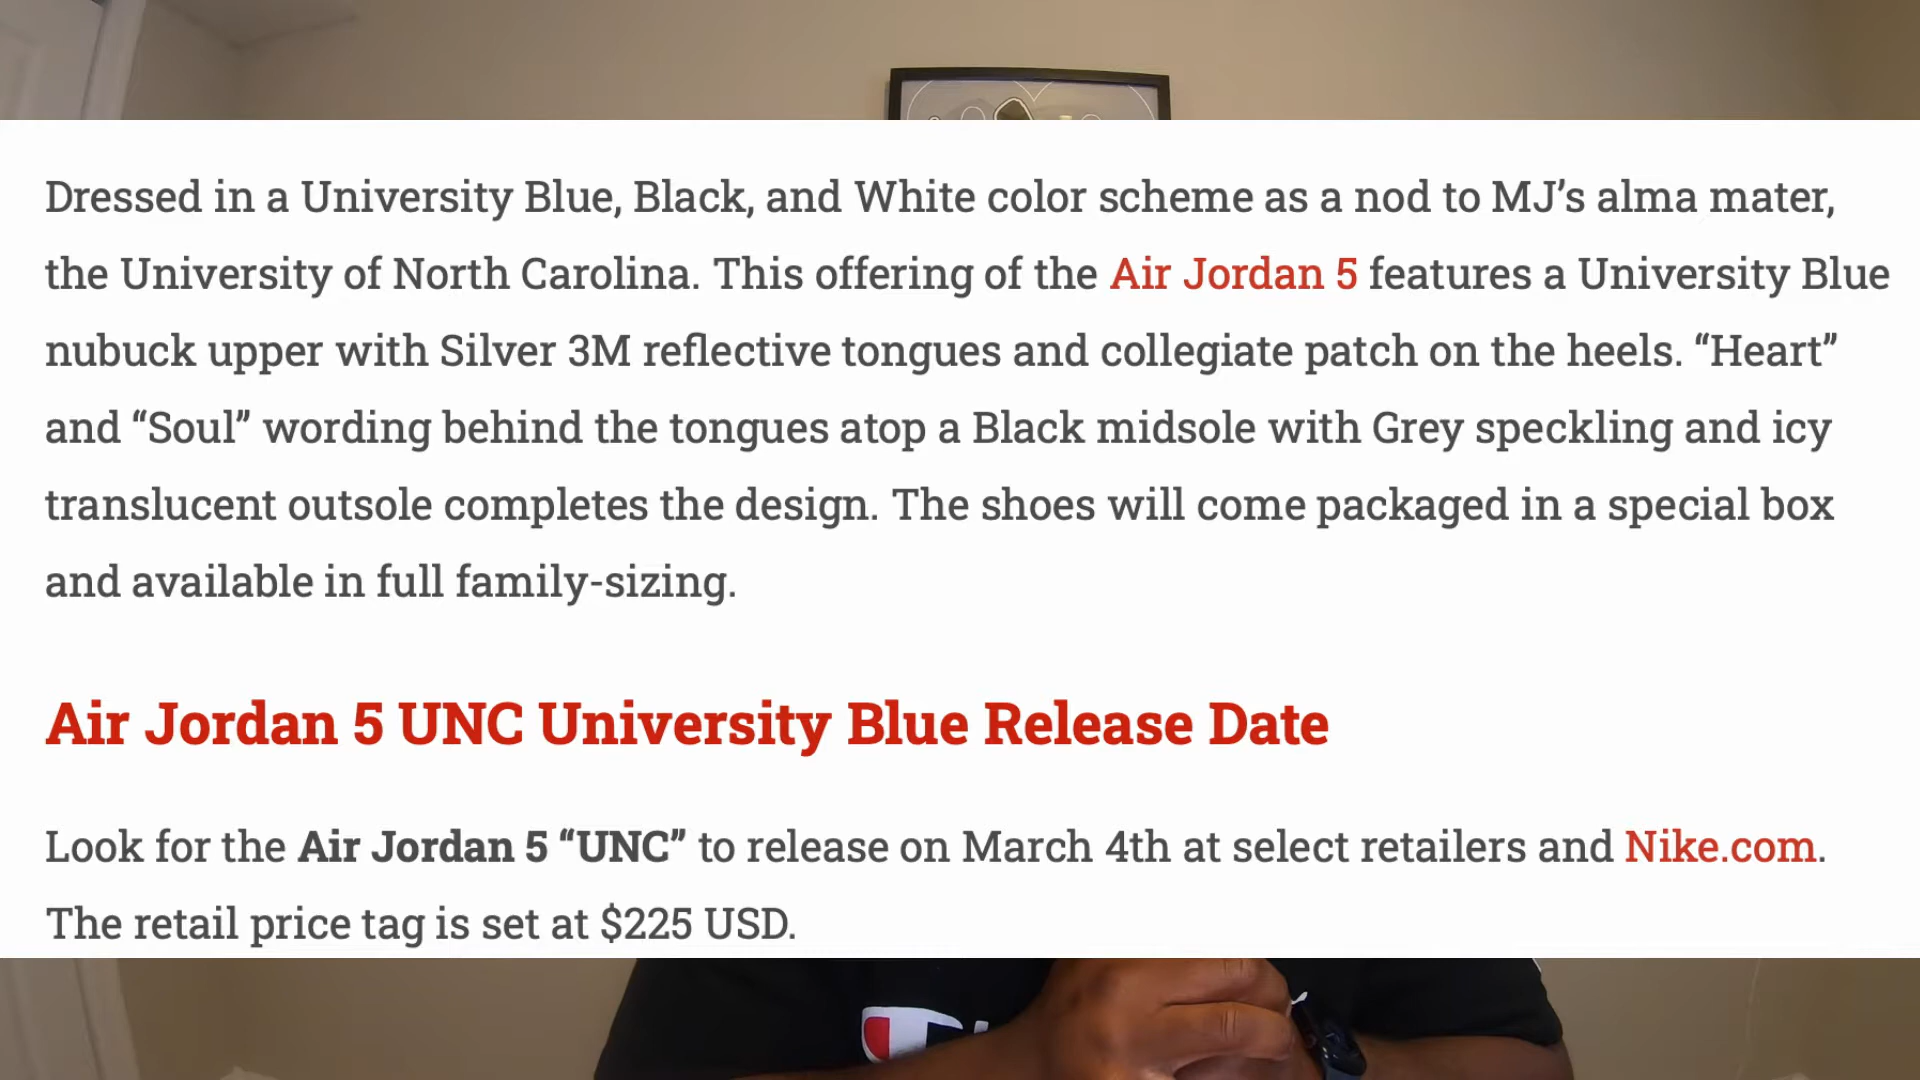 Dressed in a University Blue, Black, and White color scheme as a nod to MJ’s alma mater,
the University of North Carolina. This offering of the Air Jordan 5 features a University Blue
nubuck upper with Silver 3M reflective tongues and collegiate patch on the heels. “Heart”
and “Soul” wording behind the tongues atop a Black midsole with Grey speckling and icy
translucent outsole completes the design. The shoes will come packaged in a special box
and available in full family-sizing.
Air Jordan 5 UNC University Blue Release Date
Look for the Air Jordan 5 “UNC” to release on March 4th at select retailers and Nike.com.
The retail price tag is set at $225 USD.